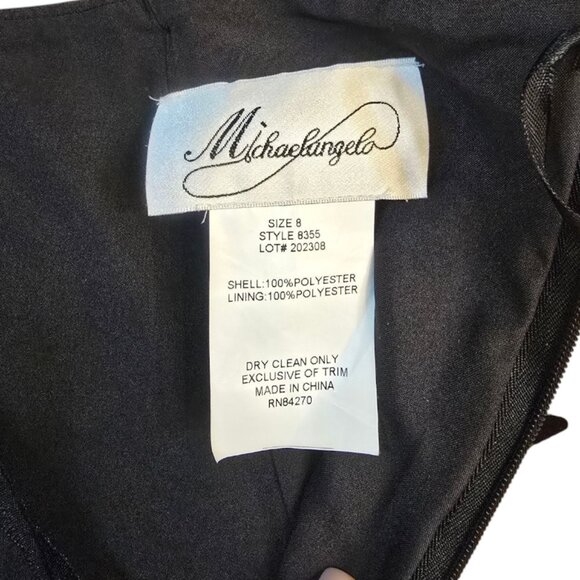 Michaelangelo
SIZE 8
STYLE 8355
LOT# 202308
SHELL:100%POLYESTER
LINING:100%POLYESTER
DRY CLEAN ONLY
EXCLUSIVE OF TRIM
MADE IN CHINA
RN84270